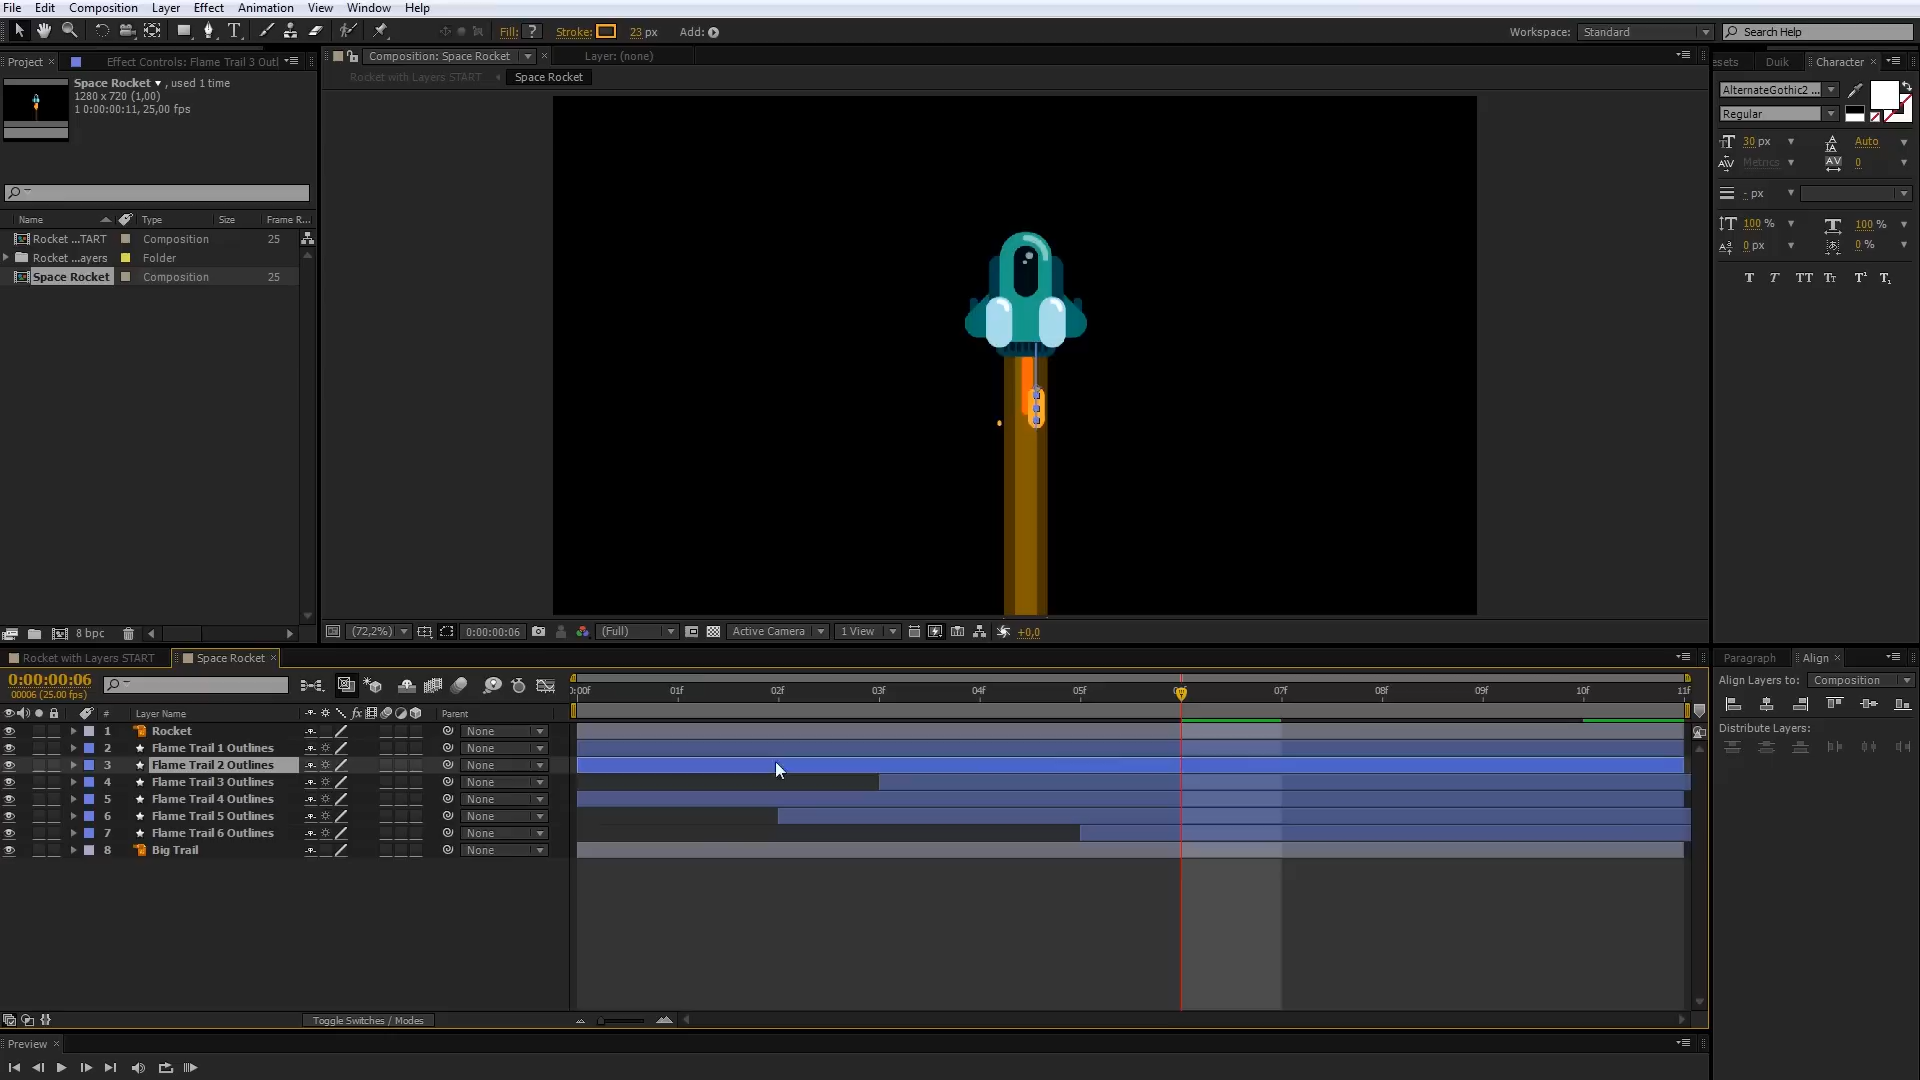 File Edit Composition Layer Effect Animation View Window Help
Fill: ? Stroke: 23 px Add: Workspace: Standard Search Help
Project Effect Controls: Flame Trail 3 Outl
Composition: Space Rocket Layer: (none)
Rocket with Layers START Space Rocket
esets Duik Character
Space Rocket , used 1 time
1280 x 720 (1,00)
1 0:00:00:11, 25,00 fps
AlternateGothic2 ...
Regular
30 px Auto
Metrics 0
- px
100 % 100 %
0 px 0 %
T T TT Tt T¹ T₁
Name Type Size Frame R...
Rocket ...TART Composition 25
Rocket ...ayers Folder
Space Rocket Composition 25
8 bpc
(72,2%) 0:00:00:06 (Full) Active Camera 1 View +0,0
Rocket with Layers START Space Rocket
Paragraph Align
Align Layers to: Composition
Distribute Layers:
0:00:00:06
00006 (25.00 fps)
0:00f 01f 02f 03f 04f 05f 07f 08f 09f 10f 11f
# Layer Name fx Parent
1 Rocket None
2 Flame Trail 1 Outlines None
3 Flame Trail 2 Outlines None
4 Flame Trail 3 Outlines None
5 Flame Trail 4 Outlines None
6 Flame Trail 5 Outlines None
7 Flame Trail 6 Outlines None
8 Big Trail None
Toggle Switches / Modes
Preview